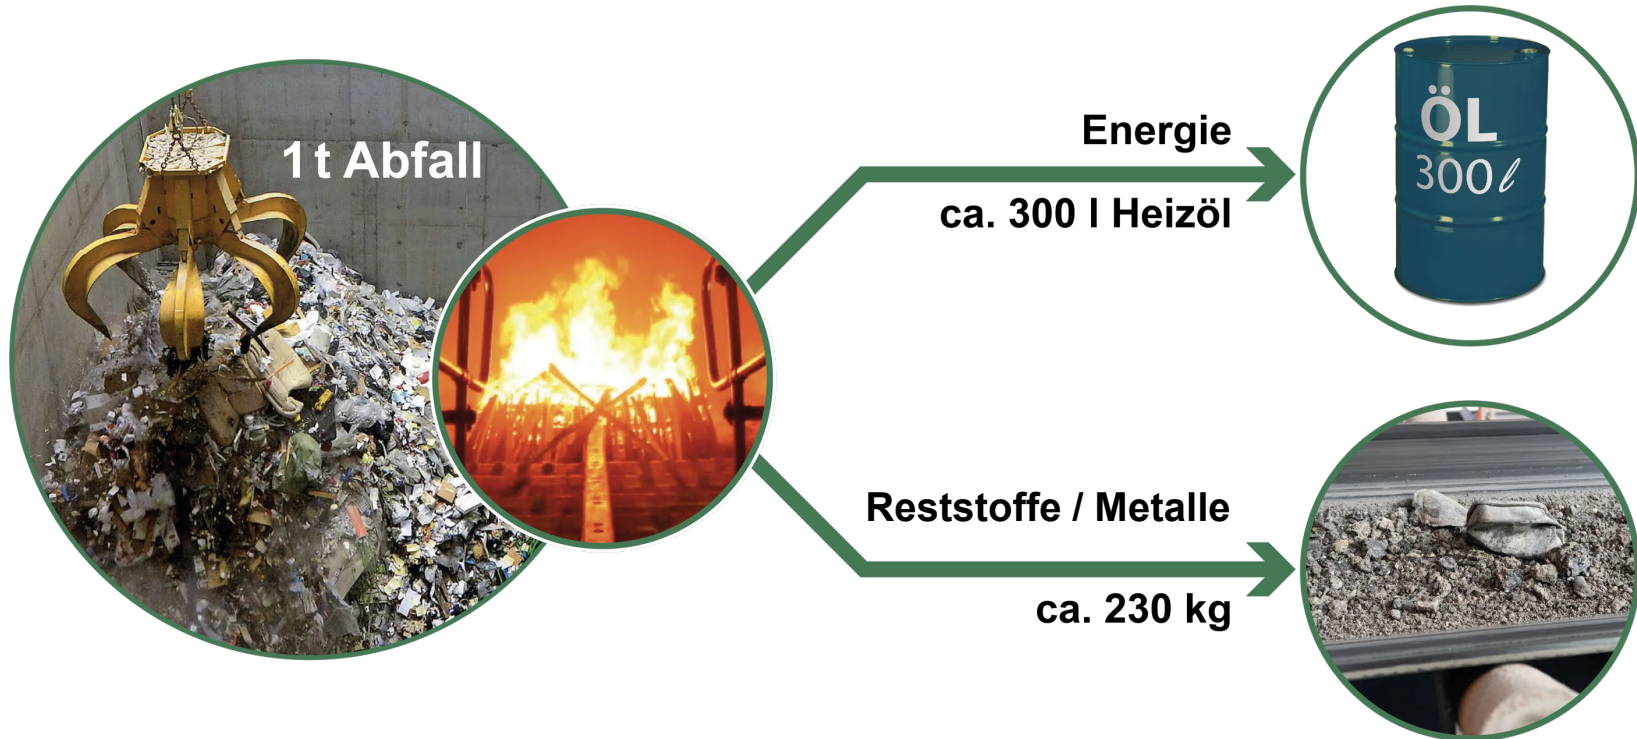 1 t Abfall
Energie
ca. 300 l Heizöl
ÖL
300 l
Reststoffe / Metalle
ca. 230 kg